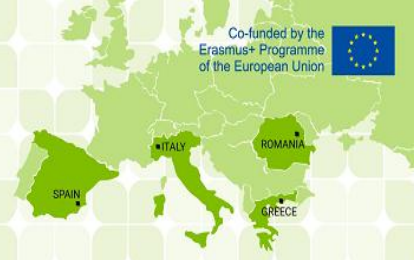 Co-funded by the
Erasmus+ Programme
of the European Union
ITALY
ROMANIA
SPAIN
GREECE